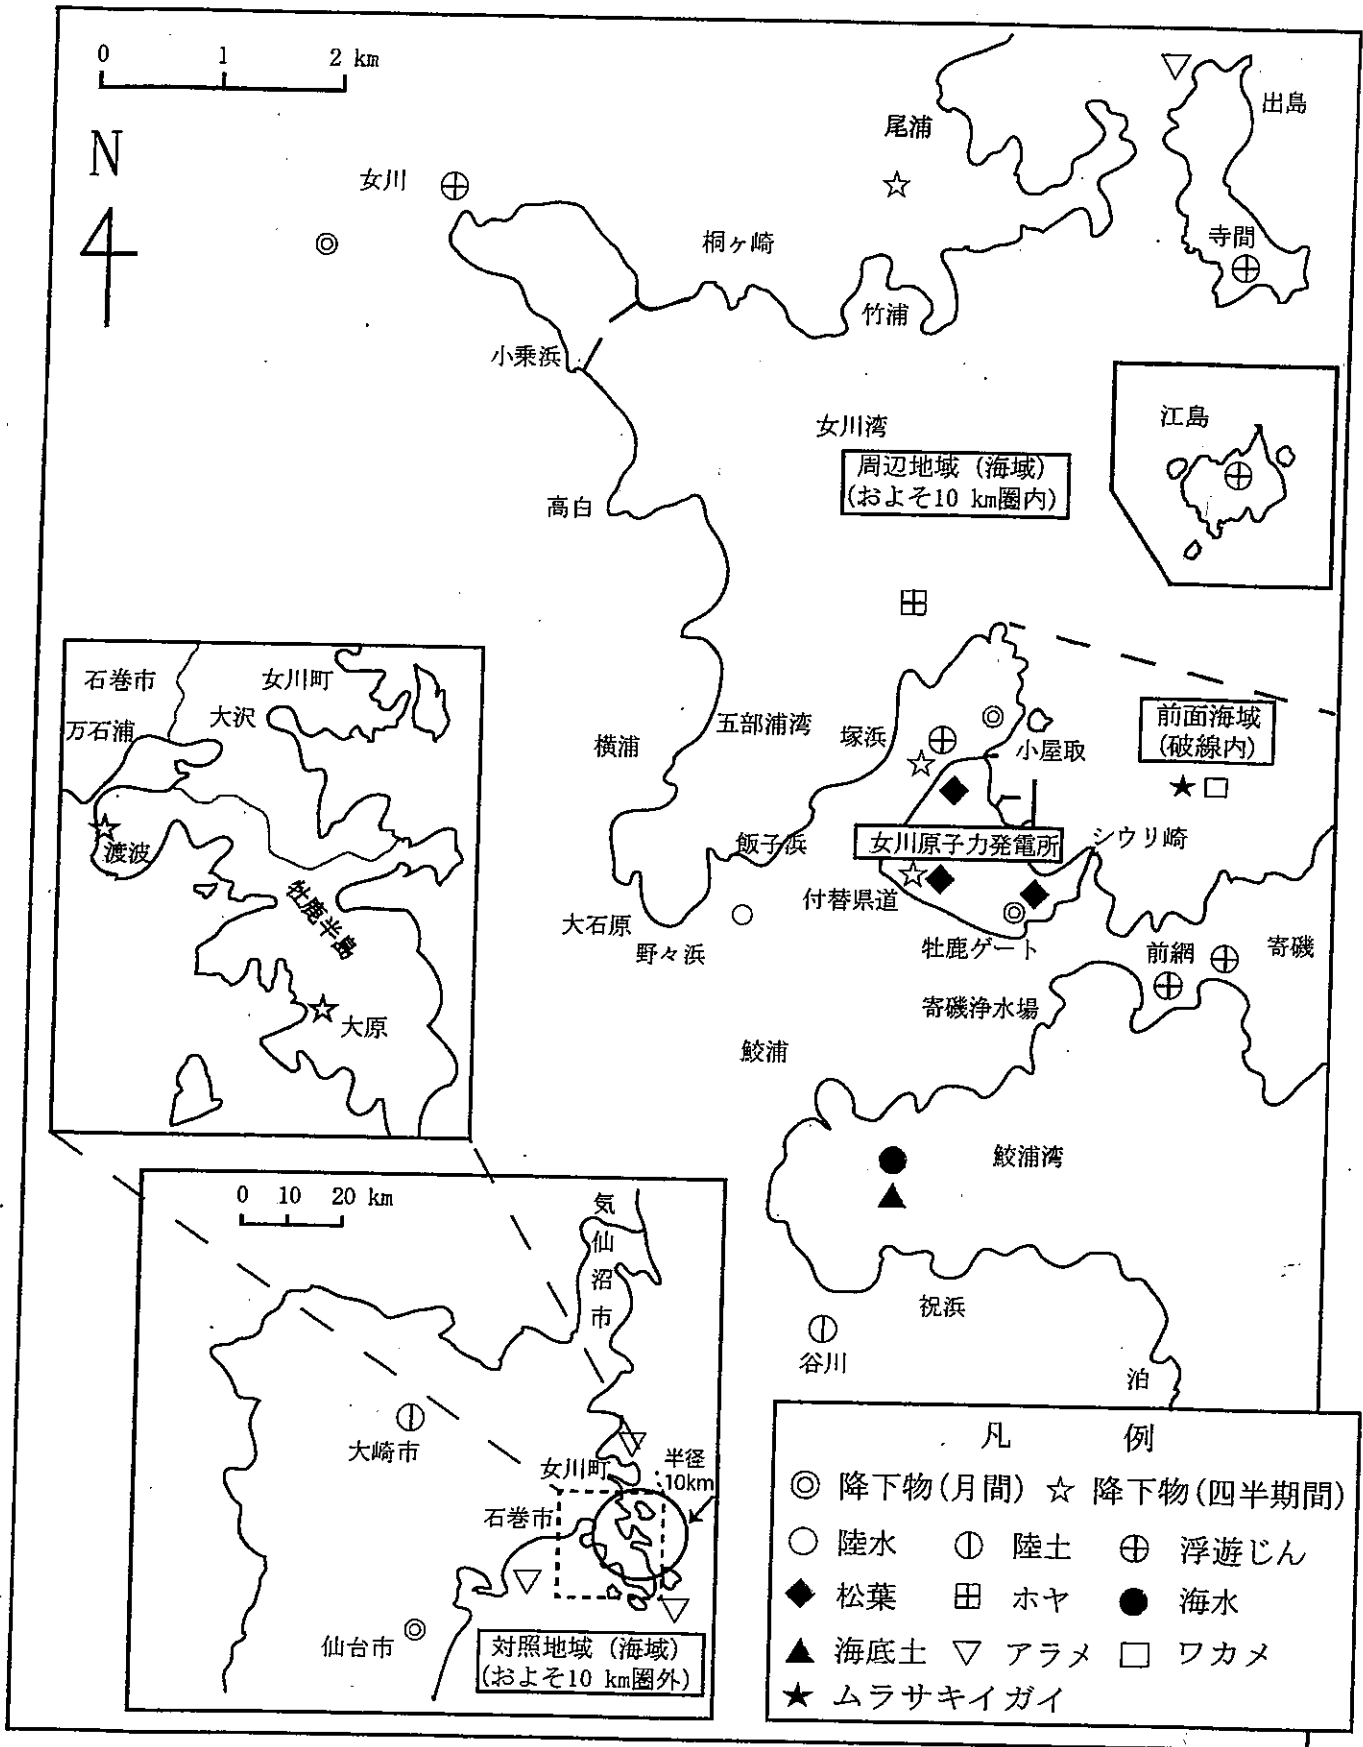 0 1 2 km
N
出島
尾浦
女川
寺間
桐ヶ崎
竹浦
小乗浜
江島
女川湾
周辺地域（海域）
(およそ10 km圏内)
高白
石巻市
女川町
万石浦
大沢
渡波
牡鹿半島
大原
横浦
五部浦湾
塚浜
小屋取
前面海域
(破線内)
飯子浜
女川原子力発電所
シウリ崎
付替県道
大石原
野々浜
牡鹿ゲート
前網
寄磯
寄磯浄水場
鮫浦
鮫浦湾
祝浜
谷川
泊
0 10 20 km
気仙沼市
大崎市
女川町
半径
10km
石巻市
仙台市
対照地域（海域）
(およそ10 km圏外)
凡 例
◎ 降下物(月間) ☆ 降下物(四半期間)
○ 陸水 陸土 浮遊じん
◆ 松葉 ホヤ ● 海水
▲ 海底土 ▽ アラメ □ ワカメ
★ ムラサキイガイ